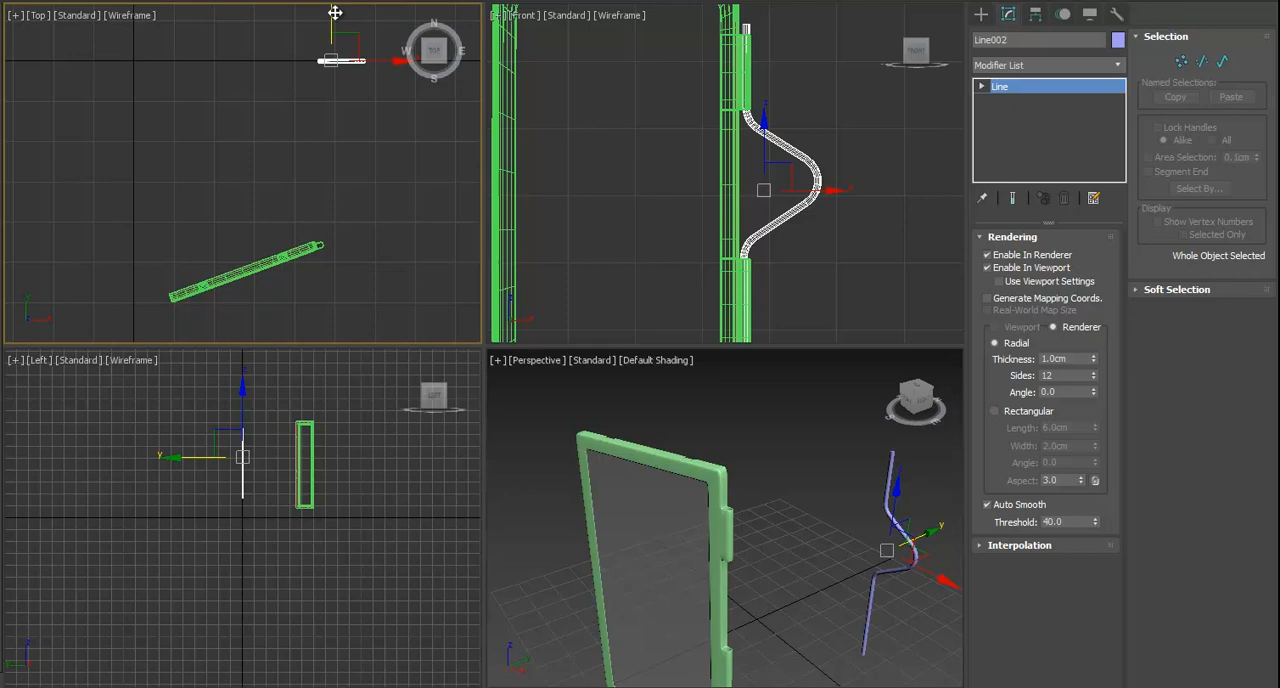 [+] [Top] [Standard] [Wireframe]
N
W TOP E
S
[+] [Front] [Standard] [Wireframe]
FRONT
x
[+] [Left] [Standard] [Wireframe]
LEFT
y
[+] [Perspective] [Standard] [Default Shading]
y
Line002
Modifier List
Line
Rendering
Enable In Renderer
Enable In Viewport
Use Viewport Settings
Generate Mapping Coords.
Real-World Map Size
Viewport Renderer
Radial
Thickness: 1.0cm
Sides: 12
Angle: 0.0
Rectangular
Length: 6.0cm
Width: 2.0cm
Angle: 0.0
Aspect: 3.0
Auto Smooth
Threshold: 40.0
Interpolation
Selection
Named Selections:
Copy Paste
Lock Handles
Alike All
Area Selection: 0.1cm
Segment End
Select By...
Display
Show Vertex Numbers
Selected Only
Whole Object Selected
Soft Selection